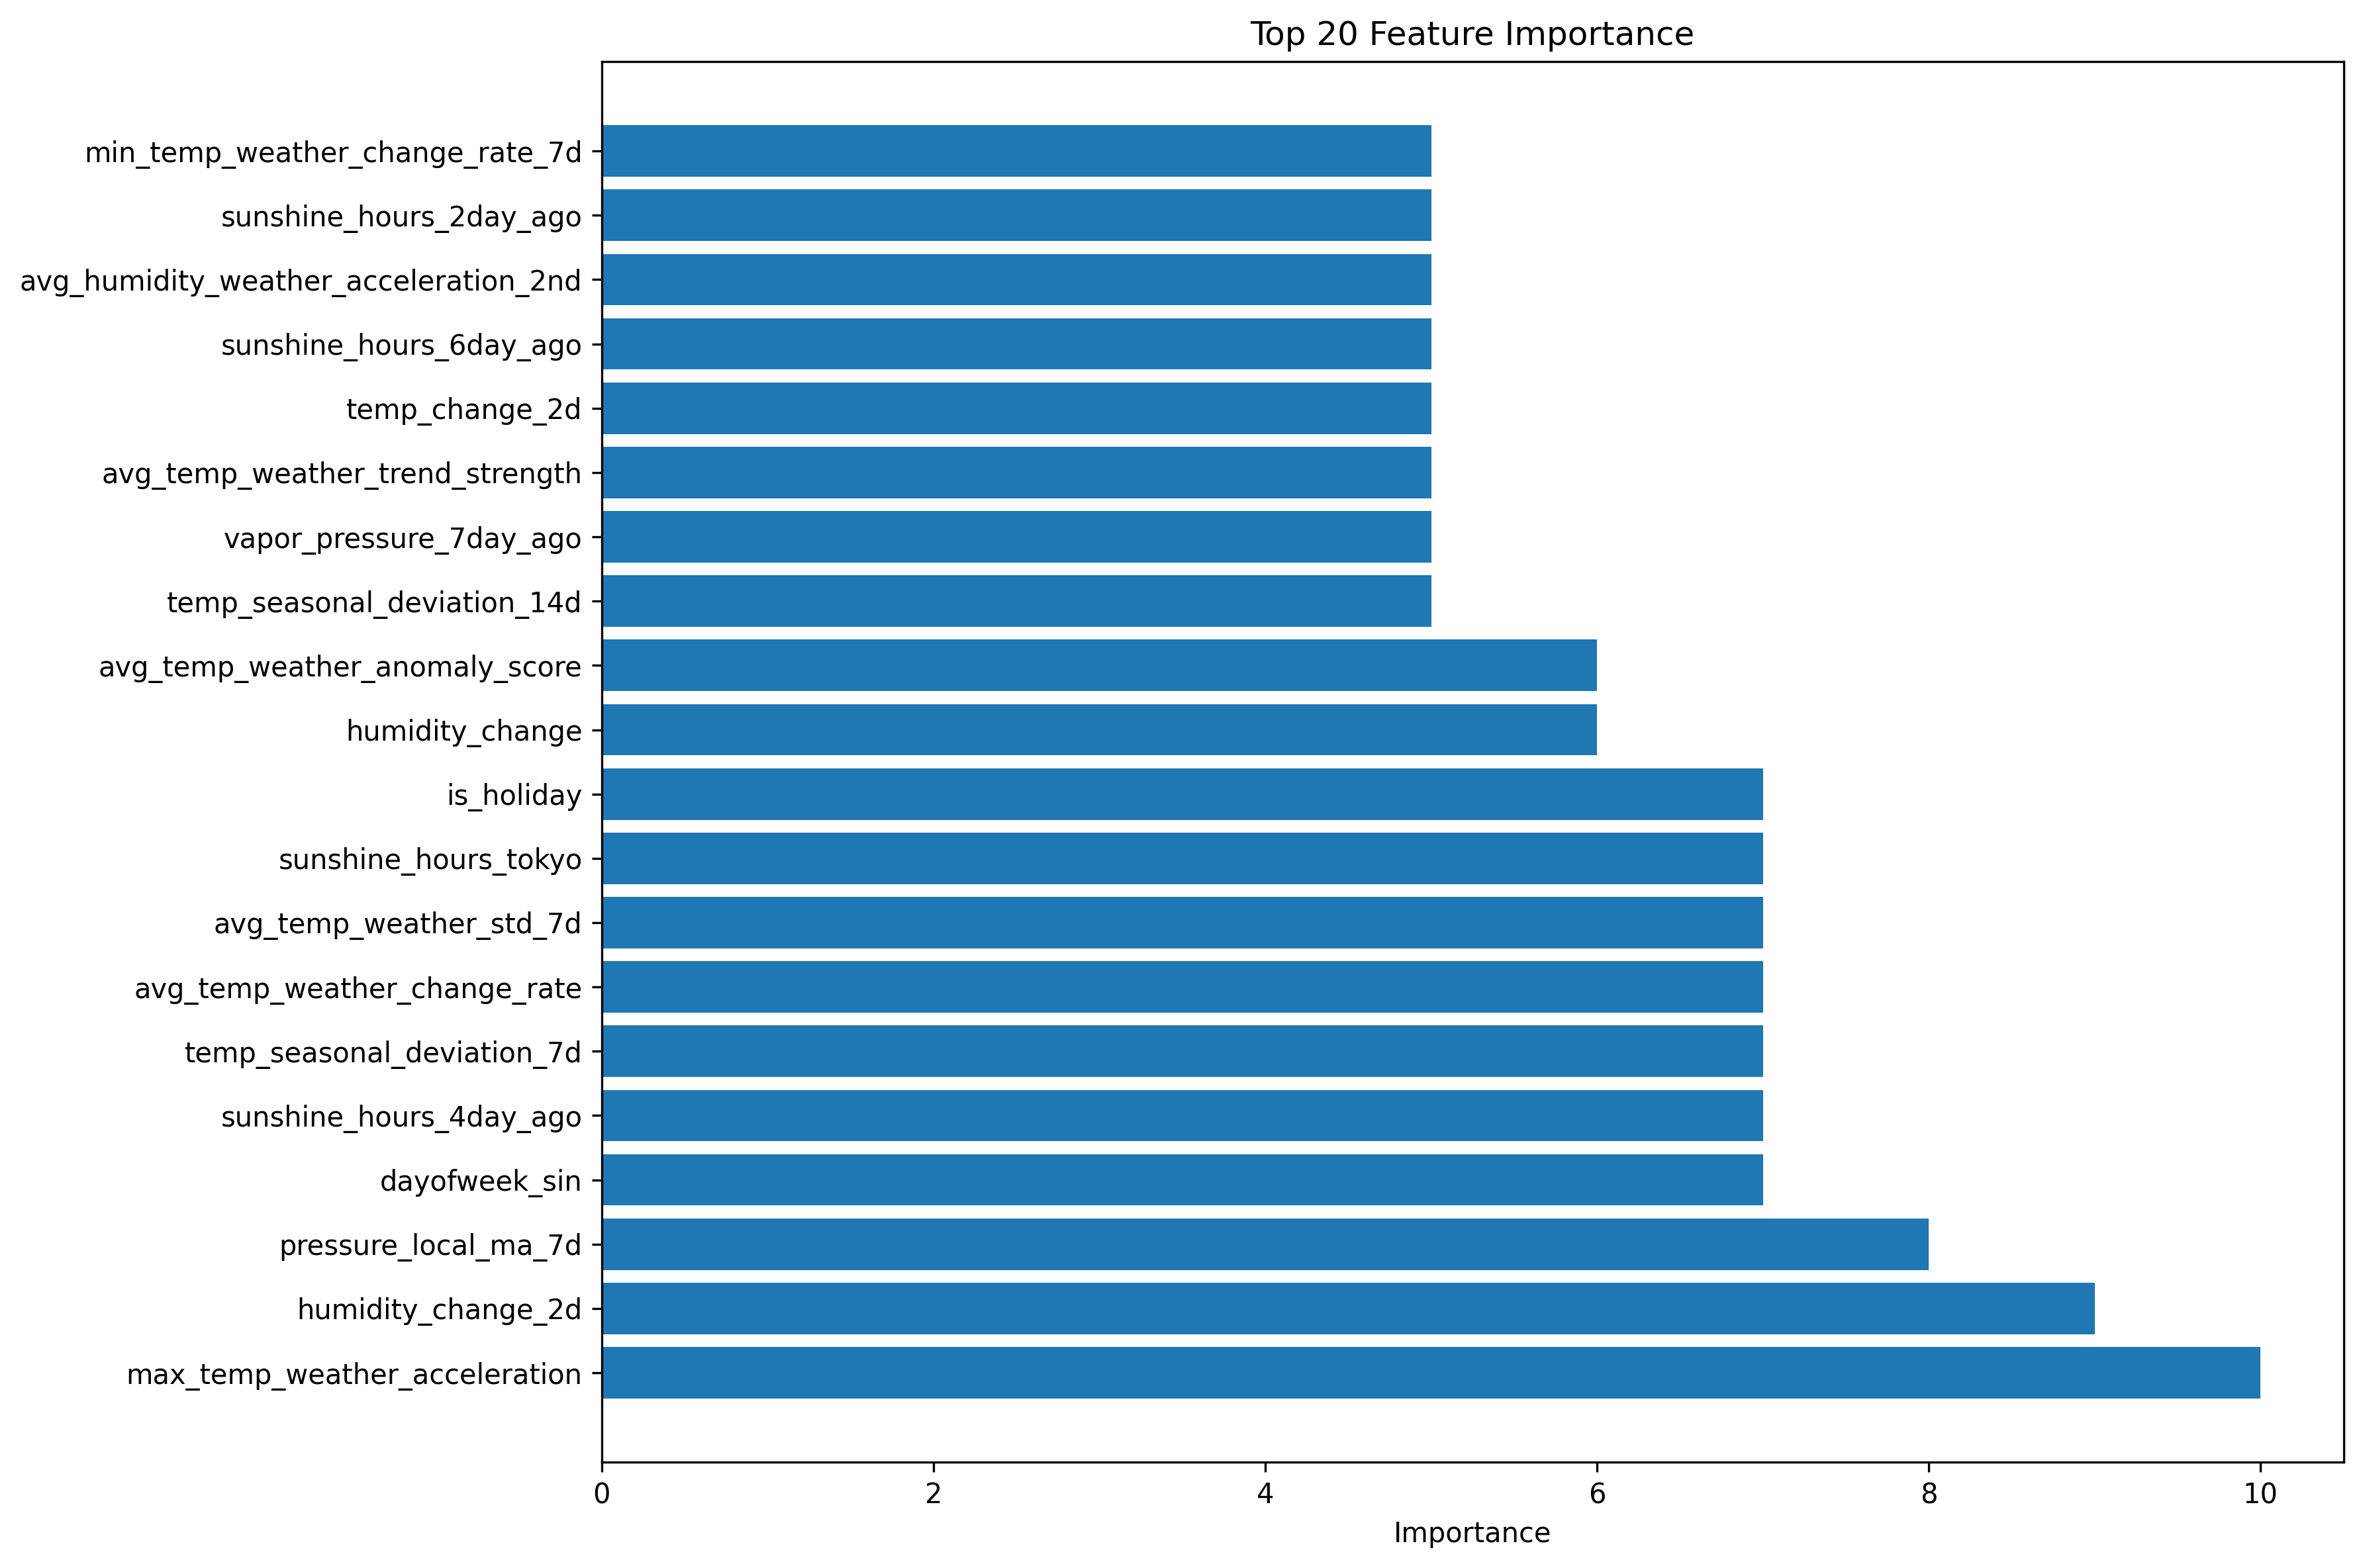 Top 20 Feature Importance
min_temp_weather_change_rate_7d
sunshine_hours_2day_ago
avg_humidity_weather_acceleration_2nd
sunshine_hours_6day_ago
temp_change_2d
avg_temp_weather_trend_strength
vapor_pressure_7day_ago
temp_seasonal_deviation_14d
avg_temp_weather_anomaly_score
humidity_change
is_holiday
sunshine_hours_tokyo
avg_temp_weather_std_7d
avg_temp_weather_change_rate
temp_seasonal_deviation_7d
sunshine_hours_4day_ago
dayofweek_sin
pressure_local_ma_7d
humidity_change_2d
max_temp_weather_acceleration
0 2 4 6 8 10
Importance